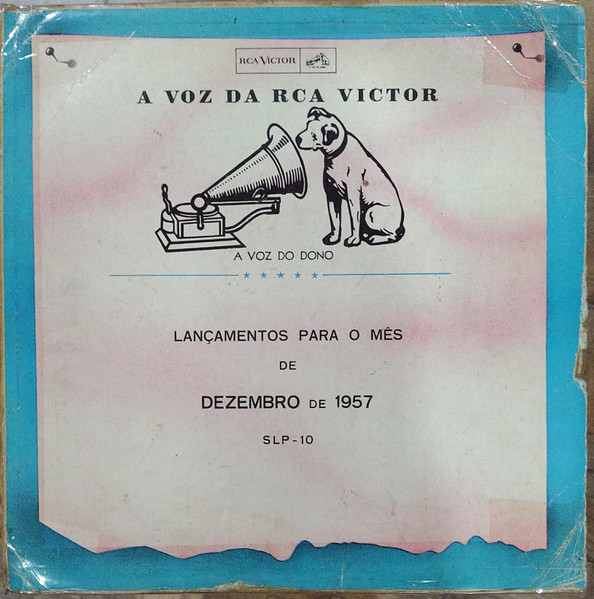 RCA VICTOR
A VOZ DA RCA VICTOR
A VOZ DO DONO
LANÇAMENTOS PARA O MÊS
DE
DEZEMBRO DE 1957
SLP-10